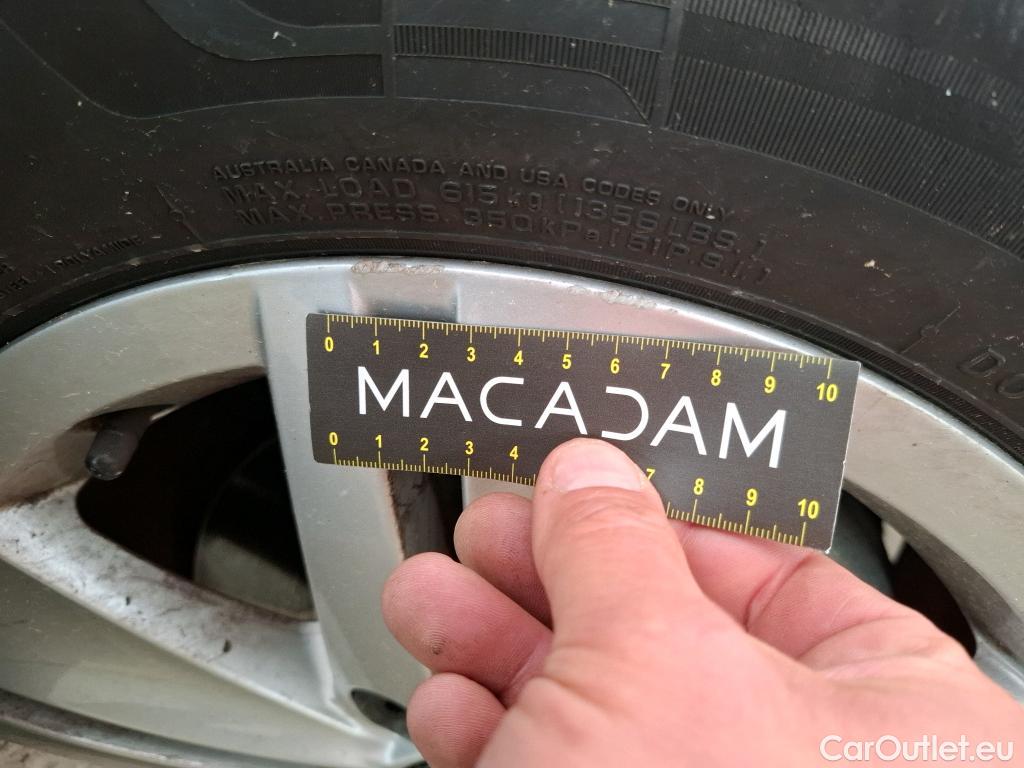 AUSTRALIA CANADA AND USA CODES ONLY
MAX. LOAD 615 kg (1356 LBS.)
MAX. PRESS. 350 kPa (51 P.S.I.)
0 1 2 3 4 5 6 7 8 9 10
MACADAM
0 1 2 3 4 7 8 9 10
CarOutlet.eu